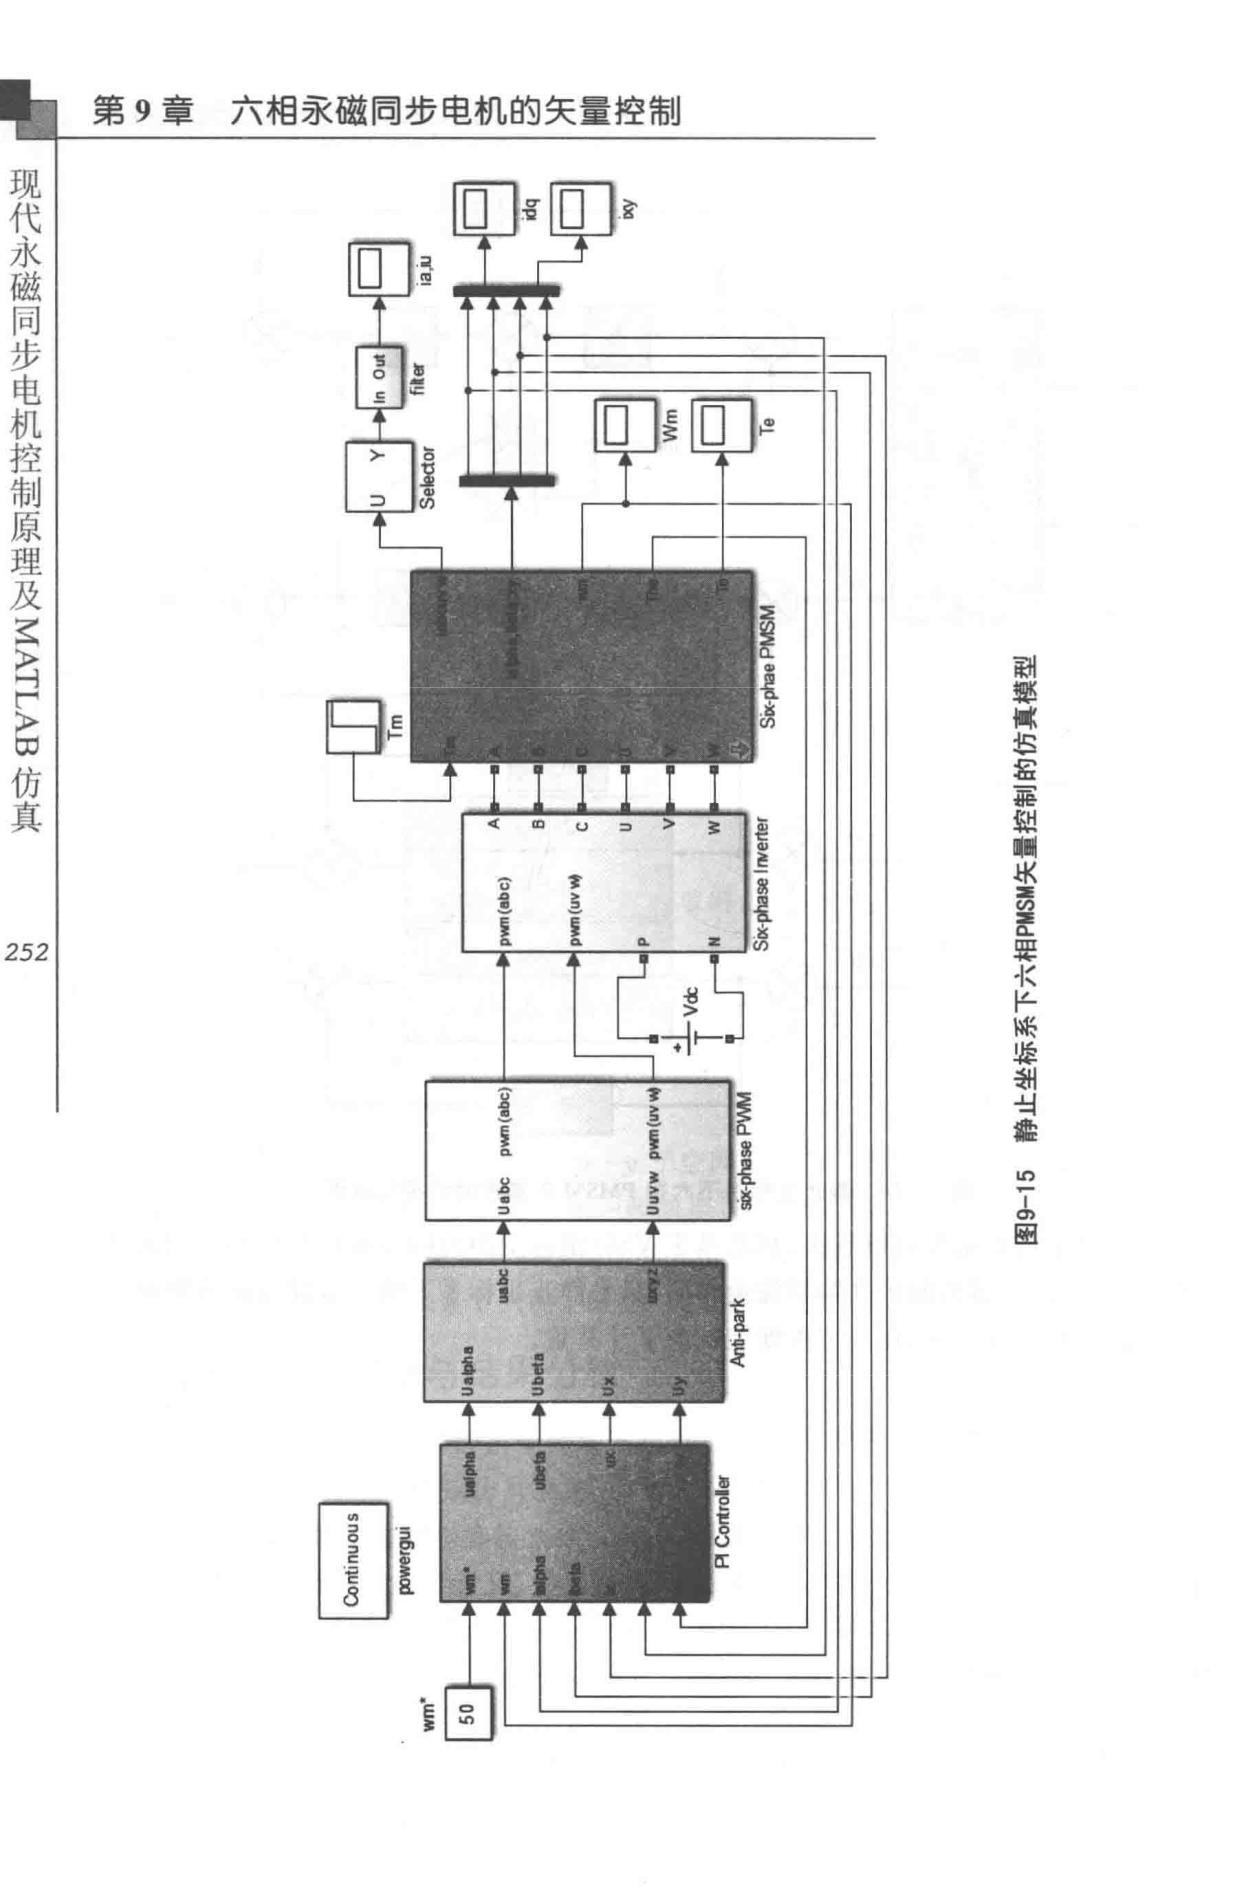 第 9 章 六相永磁同步电机的矢量控制
现代永磁同步电机控制原理及MATLAB 仿真
252
Continuous
powergui
wm*
50
wm*
wm
ialpha
ibeta
ualpha
ubeta
ux
PI Controller
Ualpha
Ubeta
Ux
Uy
uabc
uxyz
Anti-park
Uabc
pwm(abc)
Uuvw
pwm(uvw)
six-phase PWM
+
Vdc
pwm(abc)
pwm(uvw)
P
N
A
B
C
U
V
W
Six-phase Inverter
Tm
Tm
A
B
C
U
V
W
wm
The
Te
Six-phae PMSM
U
Y
Selector
In
Out
filter
ia,iu
idq
ixy
Wm
Te
图9-15 静止坐标系下六相PMSM矢量控制的仿真模型